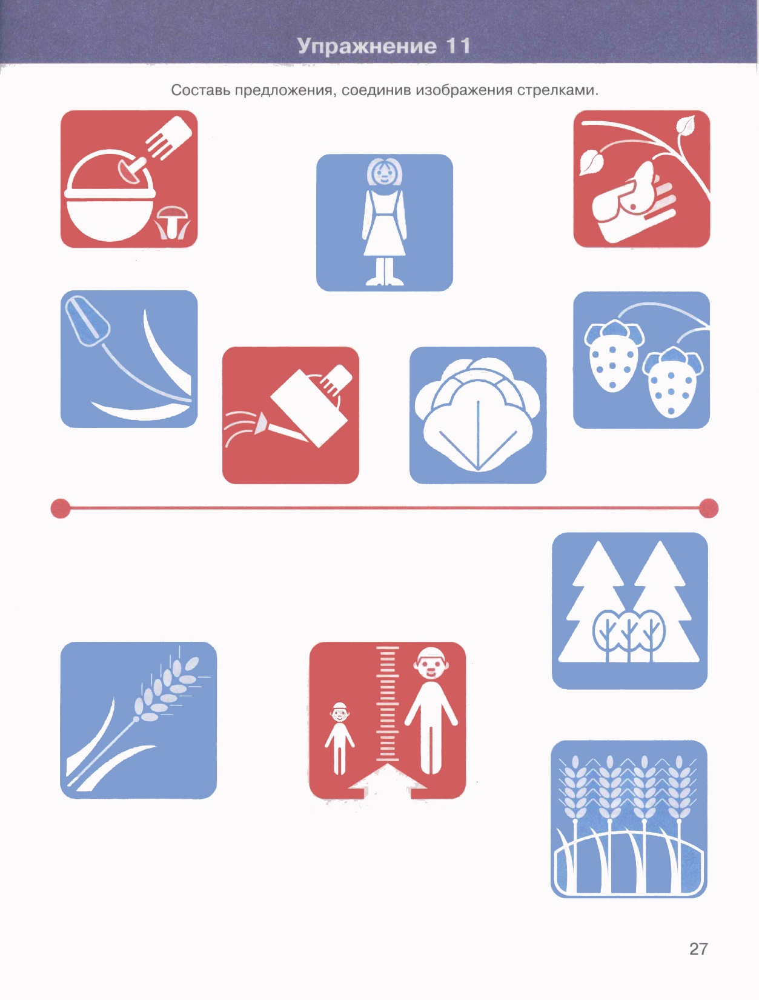 Упражнение 11
Составь предложения, соединив изображения стрелками.
27